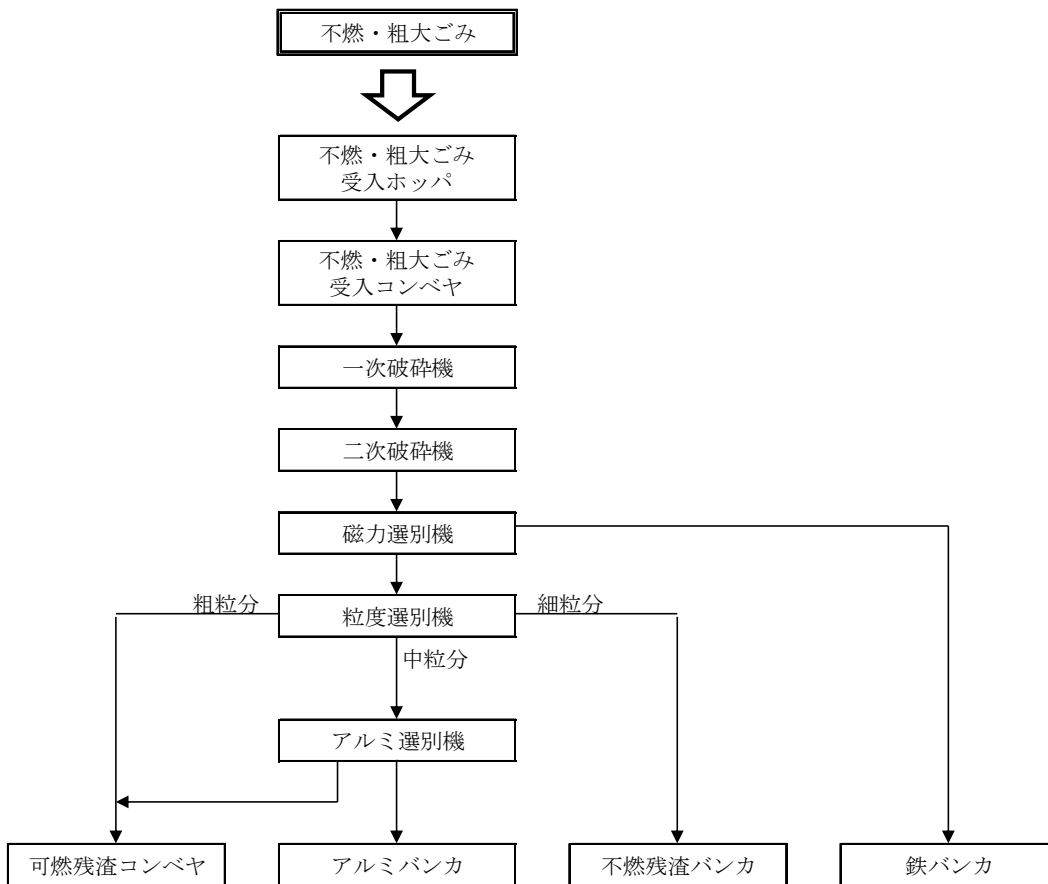 不燃・粗大ごみ
不燃・粗大ごみ
受入ホッパ
不燃・粗大ごみ
受入コンベヤ
一次破砕機
二次破砕機
磁力選別機
粗粒分
粒度選別機
細粒分
中粒分
アルミ選別機
可燃残渣コンベヤ
アルミバンカ
不燃残渣バンカ
鉄バンカ